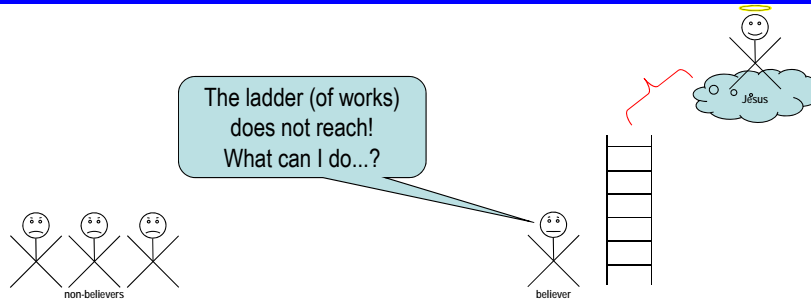 The ladder (of works)
does not reach!
What can I do...?
Jesus
non-believers
believer